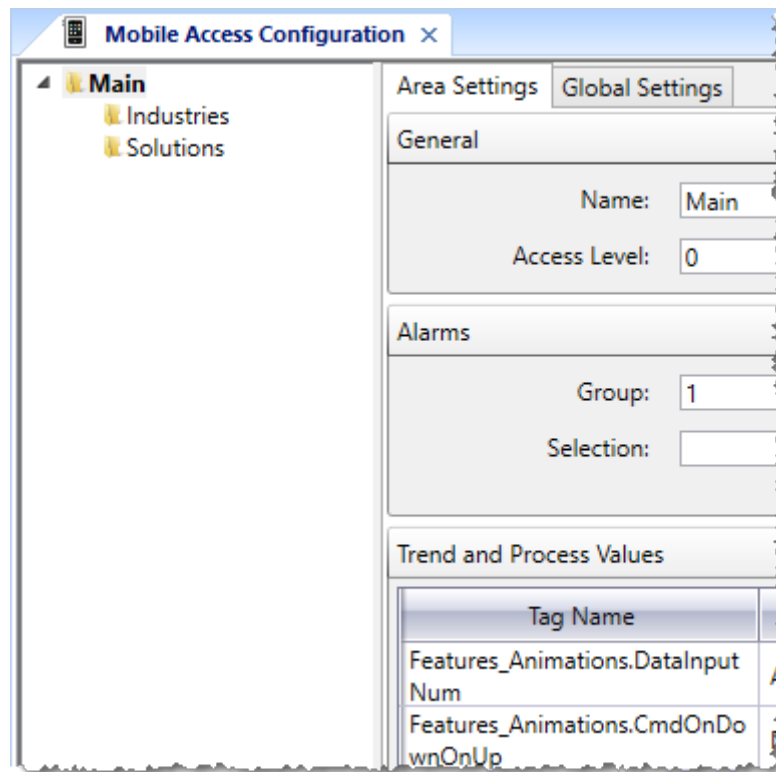 Mobile Access Configuration
Main
Industries
Solutions
Area Settings Global Settings
General
Name: Main
Access Level: 0
Alarms
Group: 1
Selection:
Trend and Process Values
Tag Name
Features_Animations.DataInput
Num
Features_Animations.CmdOnDo
wnOnUp